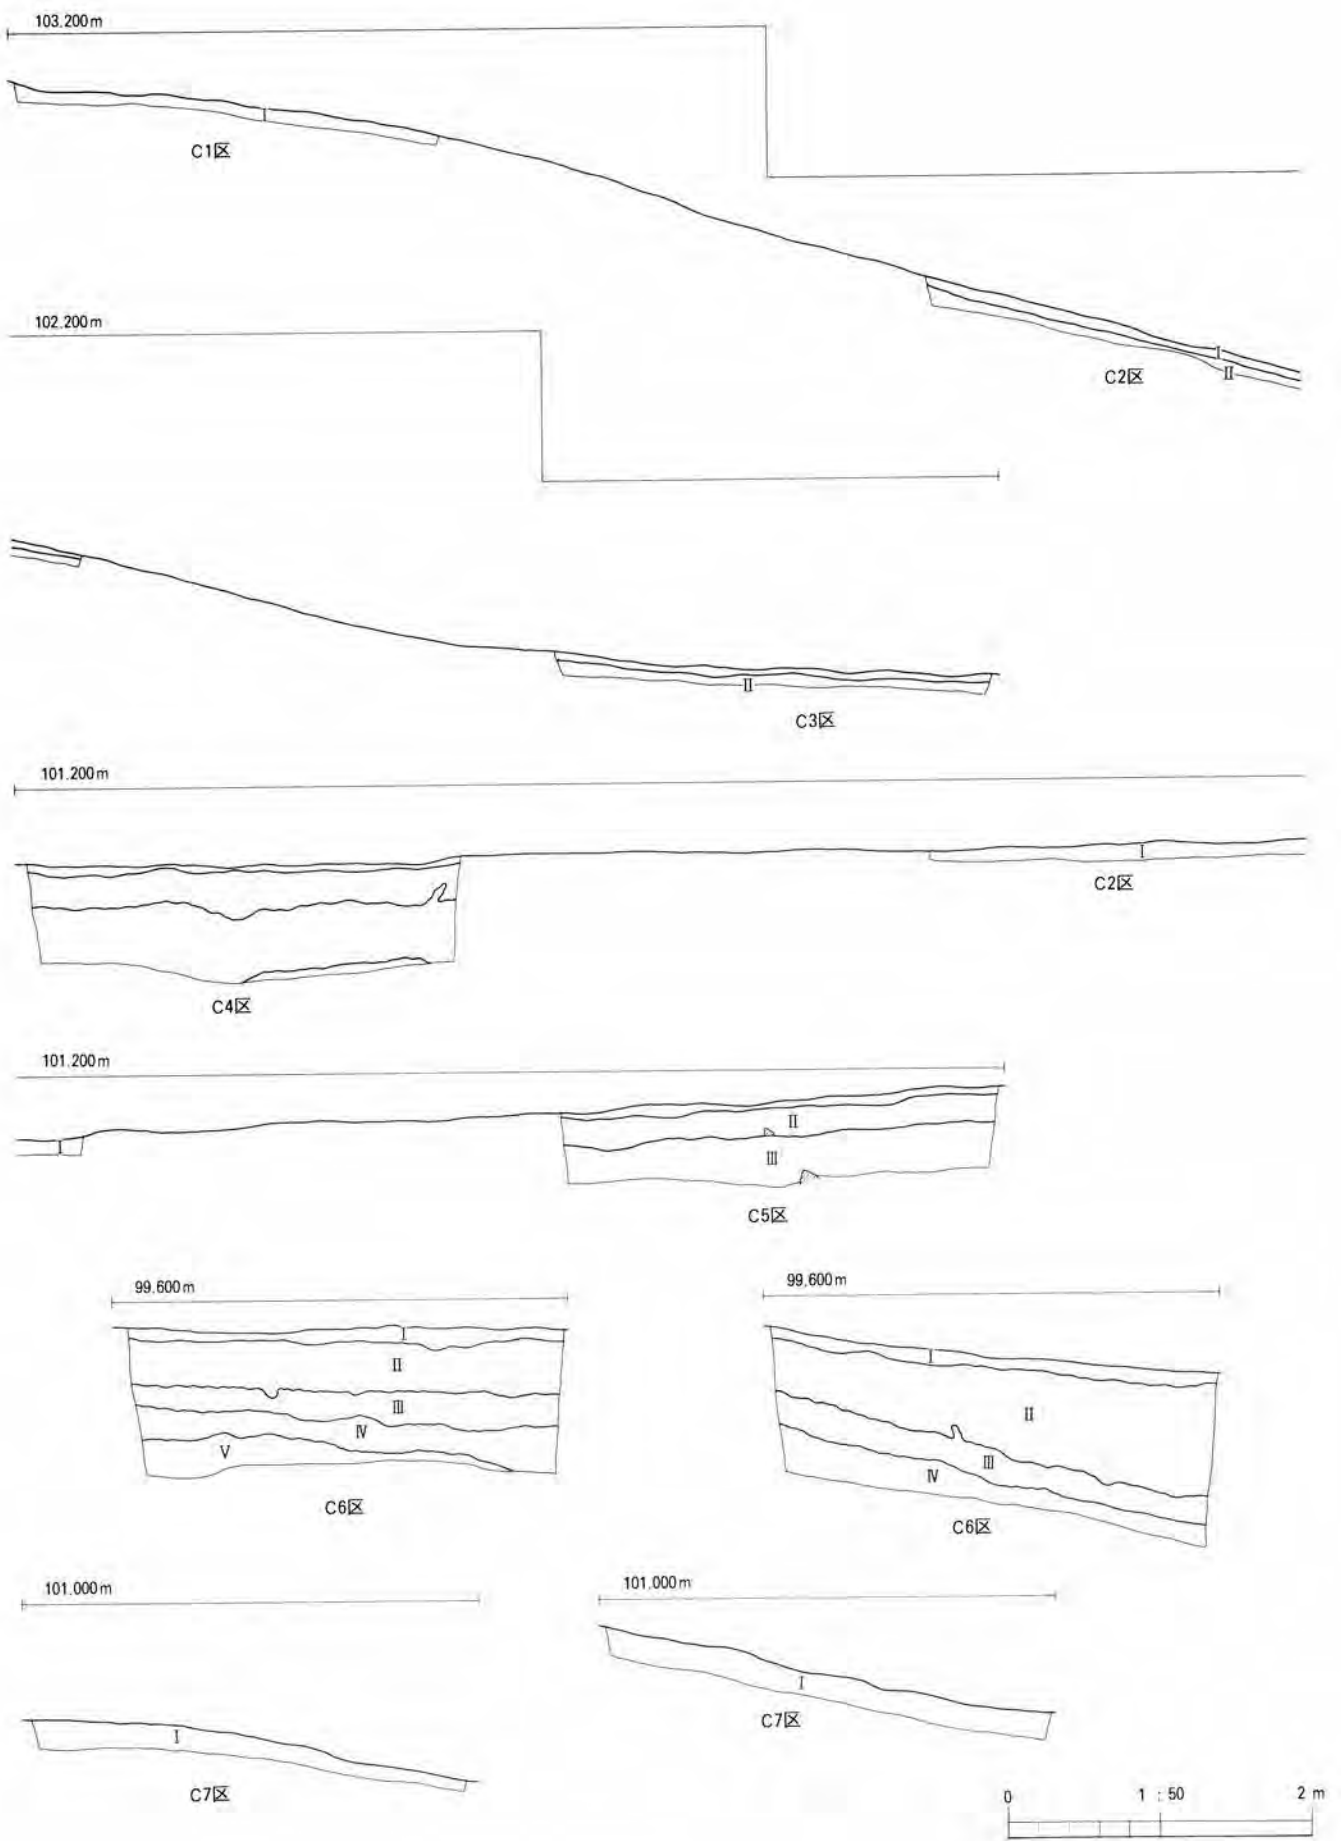 103.200m
I
C1区
102.200m
I
II
C2区
II
C3区
101.200m
I
C2区
C4区
101.200m
I
II
III
C5区
99.600m
I
II
III
IV
V
C6区
99.600m
I
II
III
IV
C6区
101.000m
I
C7区
101.000m
I
C7区
0 1 : 50 2 m